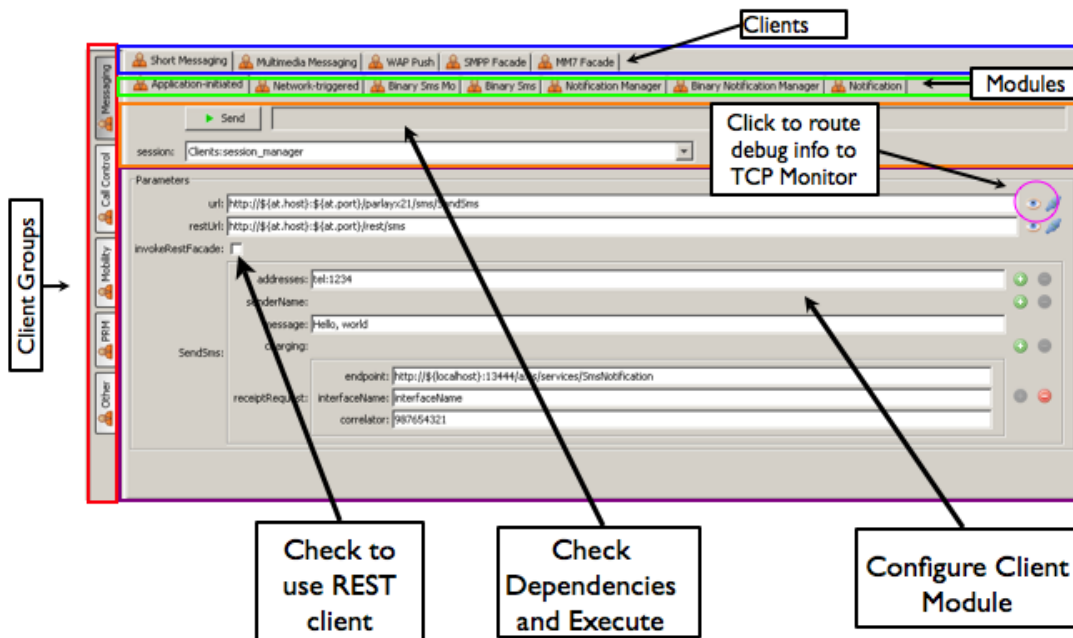 Clients
Short Messaging
Multimedia Messaging
WAP Push
SMPP Facade
MM7 Facade
Application-initiated
Network-triggered
Binary Sms Mo
Binary Sms
Notification Manager
Binary Notification Manager
Notification
Modules
Send
Click to route
debug info to
TCP Monitor
session:
Clients:session_manager
Client Groups
Messaging
Call Control
Mobility
PRM
Other
Parameters
url: http://${at.host}:${at.port}/parlayx21/sms/SendSms
restUrl: http://${at.host}:${at.port}/rest/sms
invokeRestFacade:
SendSms:
addresses: tel:1234
senderName:
message: Hello, world
charging:
receiptRequest:
endpoint:
interfaceName: interfaceName
correlator: 987654321
Check to
use REST
client
Check
Dependencies
and Execute
Configure Client
Module